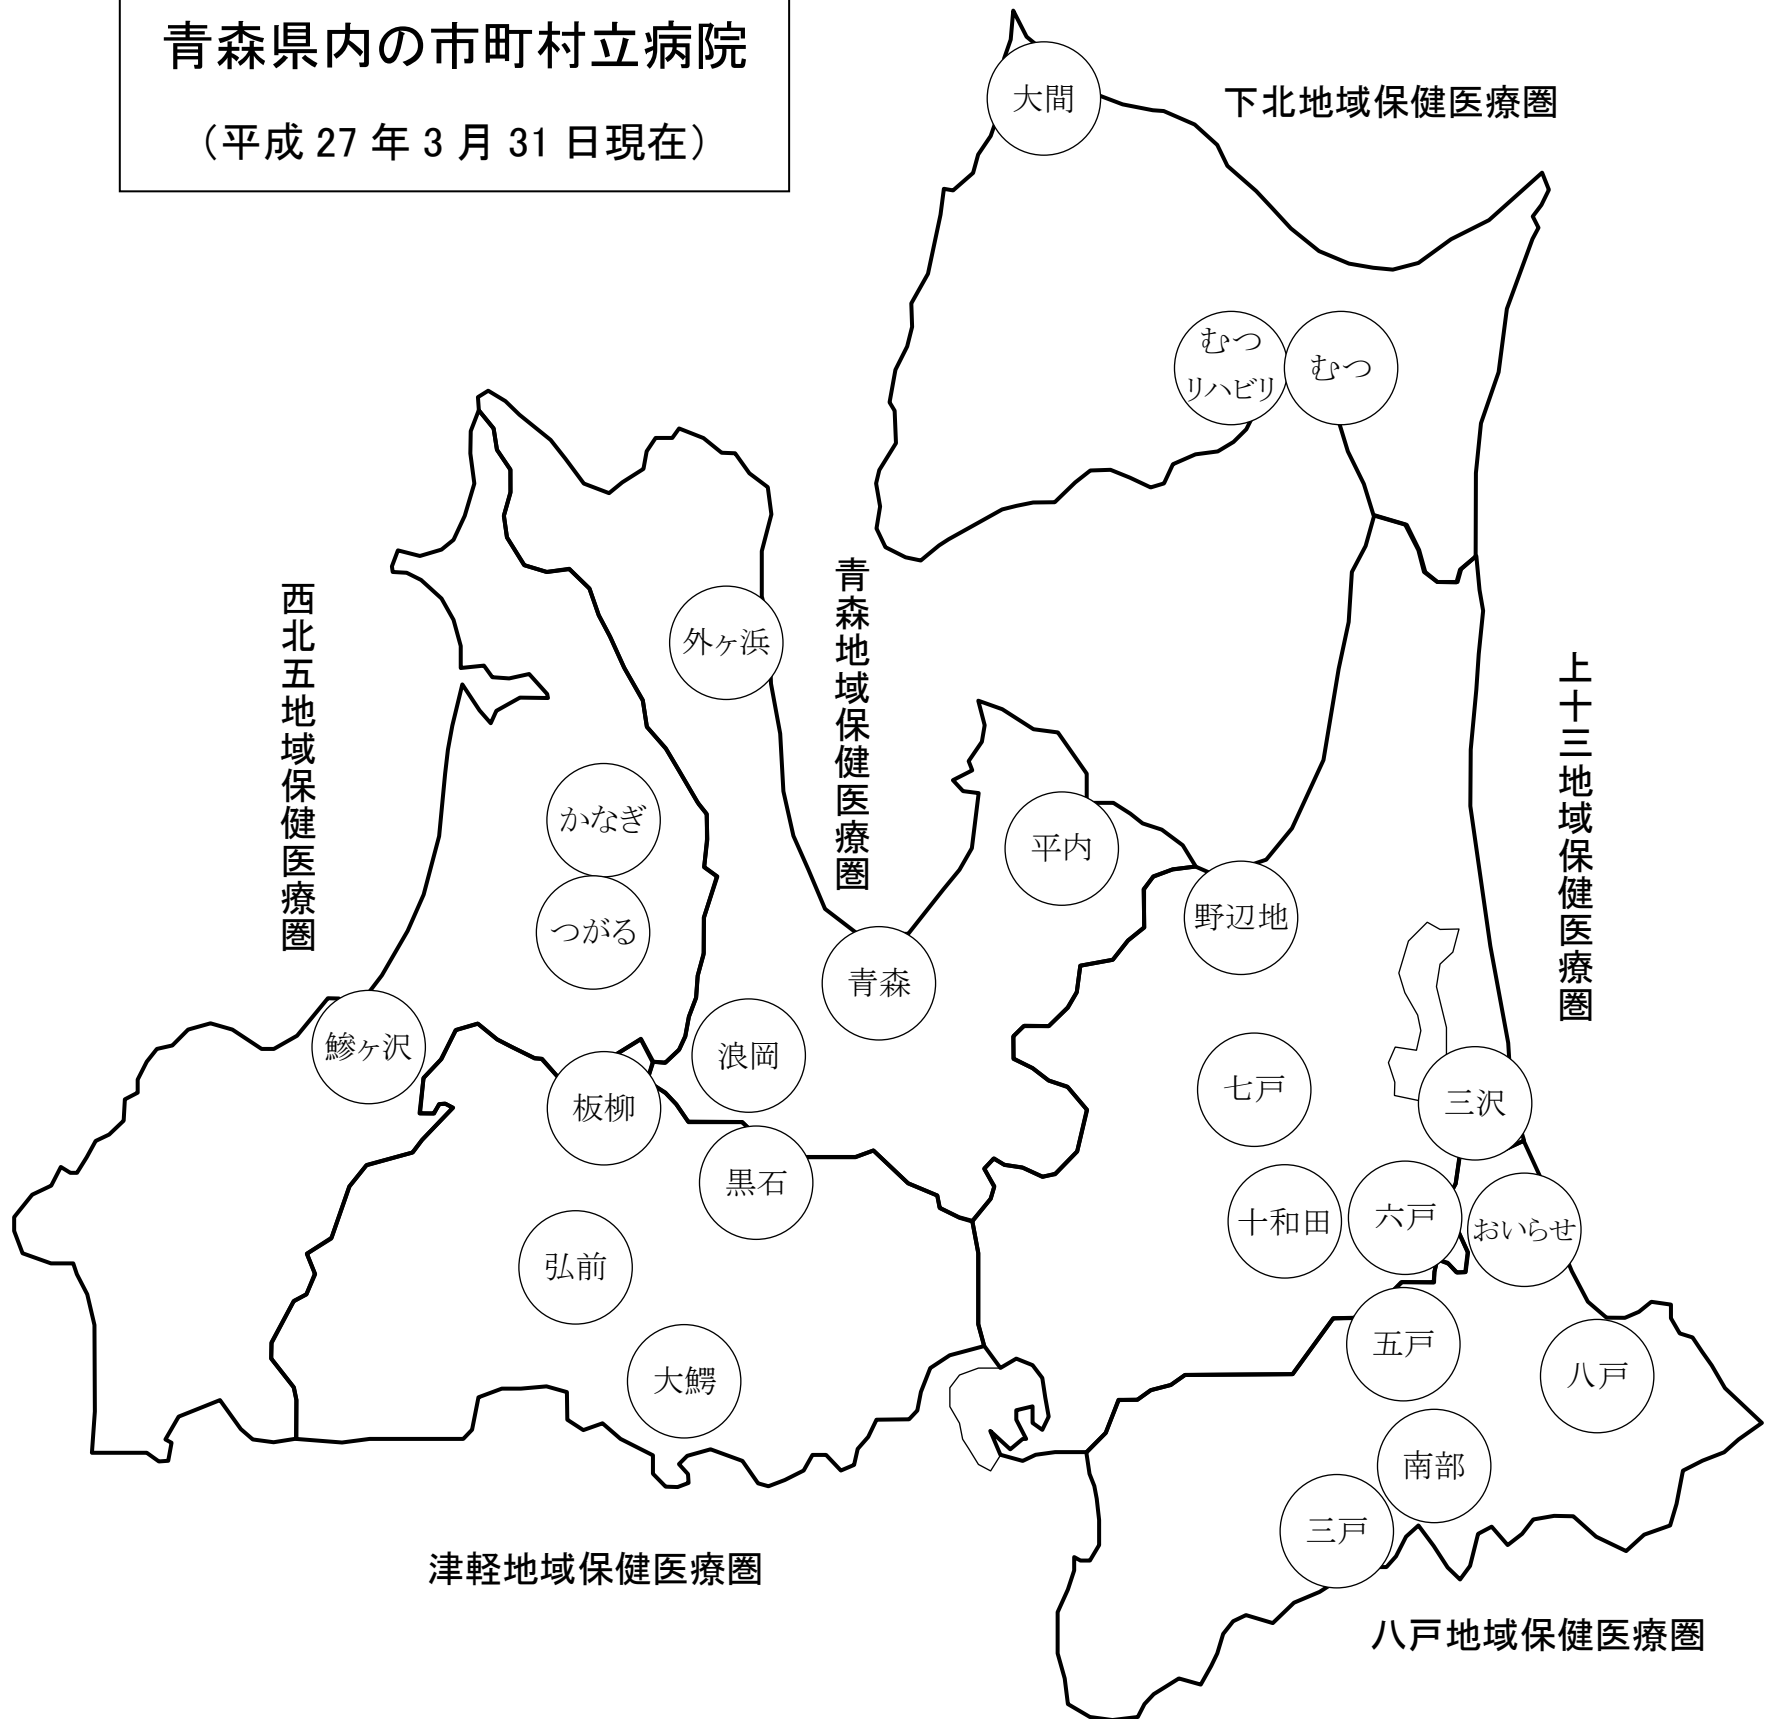 青森県内の市町村立病院
（平成 27 年 3 月 31 日現在）
大間
下北地域保健医療圏
むつ
リハビリ
むつ
西北五地域保健医療圏
外ヶ浜
青森地域保健医療圏
上十三地域保健医療圏
かなぎ
平内
つがる
野辺地
青森
鰺ヶ沢
浪岡
七戸
三沢
板柳
黒石
十和田
六戸
おいらせ
弘前
五戸
八戸
大鰐
南部
三戸
津軽地域保健医療圏
八戸地域保健医療圏